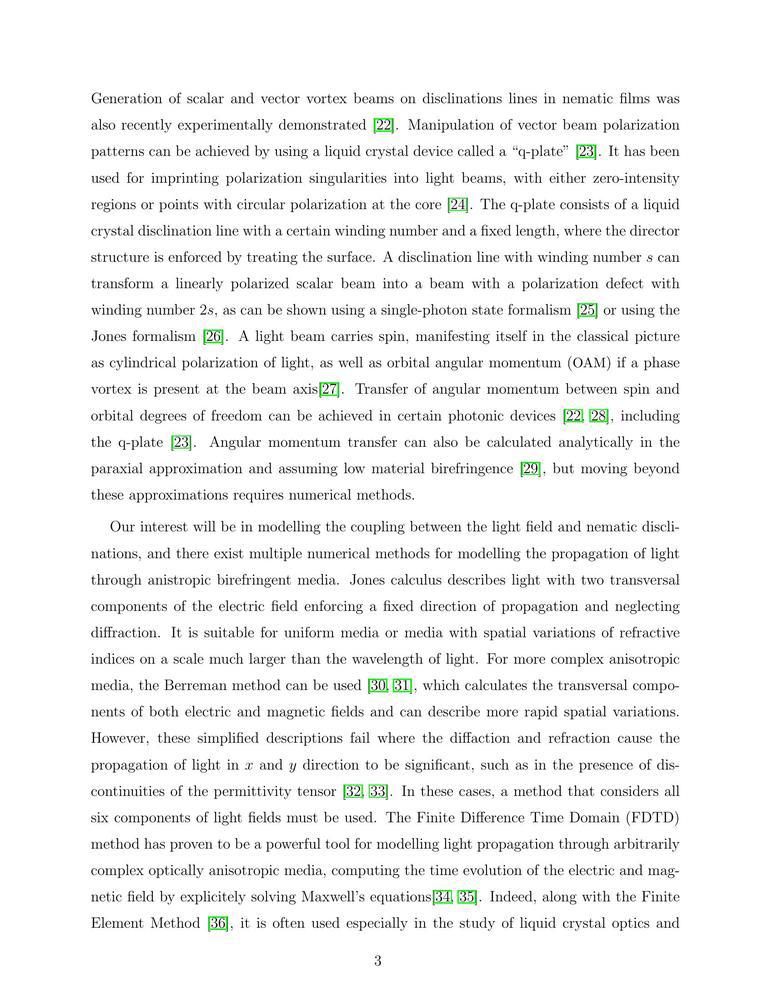 Generation of scalar and vector vortex beams on disclinations lines in nematic films was
also recently experimentally demonstrated [22]. Manipulation of vector beam polarization
patterns can be achieved by using a liquid crystal device called a “q-plate” [23]. It has been
used for imprinting polarization singularities into light beams, with either zero-intensity
regions or points with circular polarization at the core [24]. The q-plate consists of a liquid
crystal disclination line with a certain winding number and a fixed length, where the director
structure is enforced by treating the surface. A disclination line with winding number s can
transform a linearly polarized scalar beam into a beam with a polarization defect with
winding number 2s, as can be shown using a single-photon state formalism [25] or using the
Jones formalism [26]. A light beam carries spin, manifesting itself in the classical picture
as cylindrical polarization of light, as well as orbital angular momentum (OAM) if a phase
vortex is present at the beam axis[27]. Transfer of angular momentum between spin and
orbital degrees of freedom can be achieved in certain photonic devices [22, 28], including
the q-plate [23]. Angular momentum transfer can also be calculated analytically in the
paraxial approximation and assuming low material birefringence [29], but moving beyond
these approximations requires numerical methods.
Our interest will be in modelling the coupling between the light field and nematic discli-
nations, and there exist multiple numerical methods for modelling the propagation of light
through anistropic birefringent media. Jones calculus describes light with two transversal
components of the electric field enforcing a fixed direction of propagation and neglecting
diffraction. It is suitable for uniform media or media with spatial variations of refractive
indices on a scale much larger than the wavelength of light. For more complex anisotropic
media, the Berreman method can be used [30, 31], which calculates the transversal compo-
nents of both electric and magnetic fields and can describe more rapid spatial variations.
However, these simplified descriptions fail where the diffaction and refraction cause the
propagation of light in x and y direction to be significant, such as in the presence of dis-
continuities of the permittivity tensor [32, 33]. In these cases, a method that considers all
six components of light fields must be used. The Finite Difference Time Domain (FDTD)
method has proven to be a powerful tool for modelling light propagation through arbitrarily
complex optically anisotropic media, computing the time evolution of the electric and mag-
netic field by explicitely solving Maxwell’s equations[34, 35]. Indeed, along with the Finite
Element Method [36], it is often used especially in the study of liquid crystal optics and
3